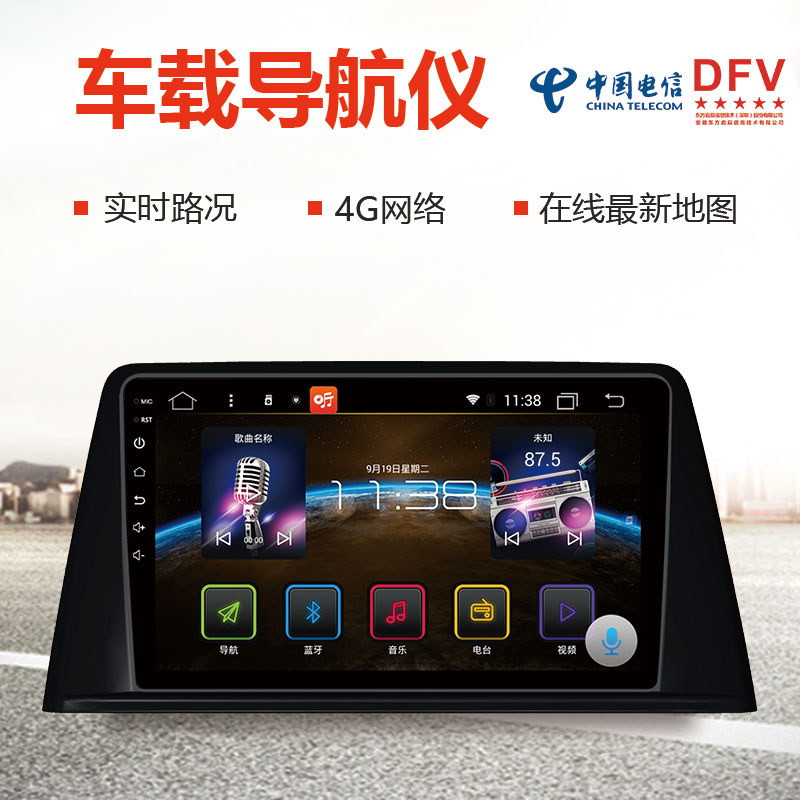 车载导航仪
中国电信
CHINA TELECOM
DFV
■ 实时路况
■ 4G网络
■ 在线最新地图
MIC
RST
听
11:38
歌曲名称
00:00
9月19日星期二
11:38
未知
87.5
导航
蓝牙
音乐
电台
视频